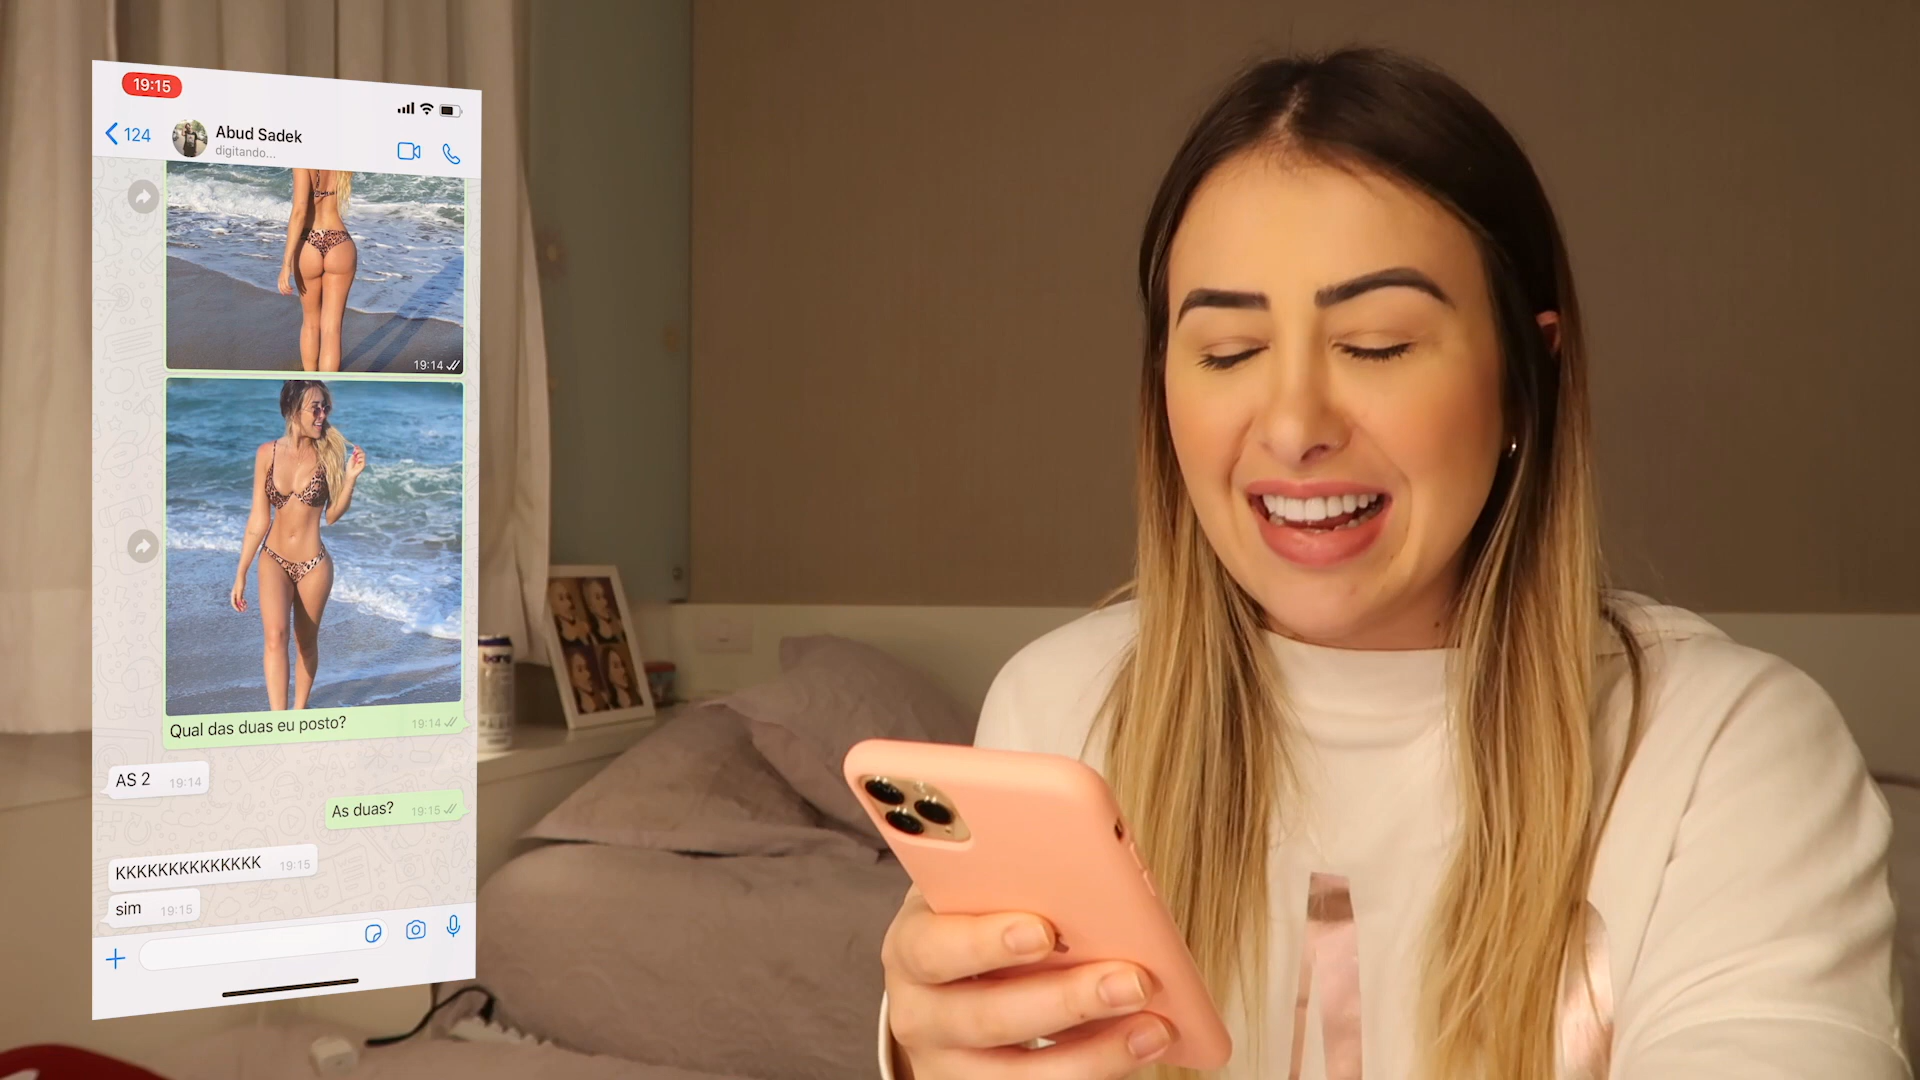 19:15
124
Abud Sadek
digitando...
19:14
Qual das duas eu posto? 19:14
AS 2 19:14
As duas? 19:15
KKKKKKKKKKKKK 19:15
sim 19:15